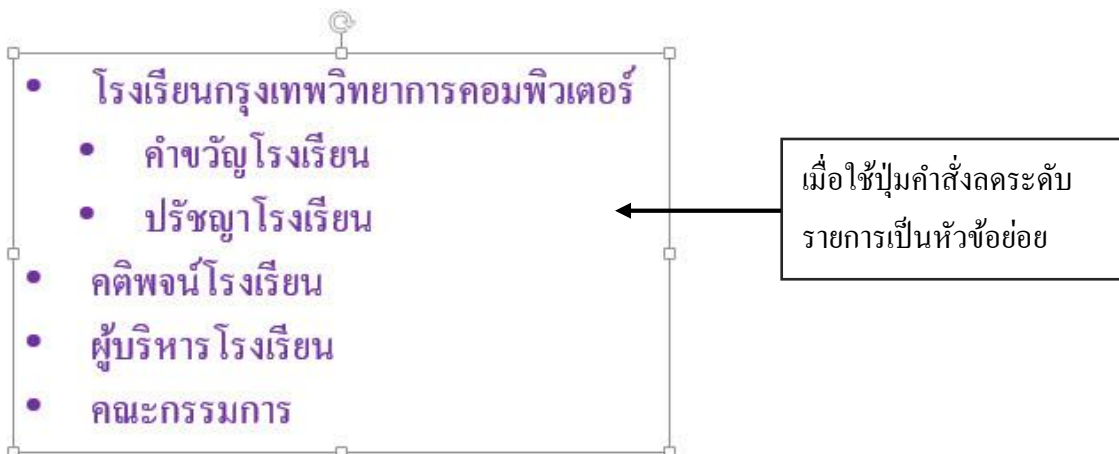 • โรงเรียนกรุงเทพวิทยาการคอมพิวเตอร์
• คำขวัญโรงเรียน
• ปรัชญาโรงเรียน
• คติพจน์โรงเรียน
• ผู้บริหารโรงเรียน
• คณะกรรมการ
เมื่อใช้ปุ่มคำสั่งลดระดับ
รายการเป็นหัวข้อย่อย